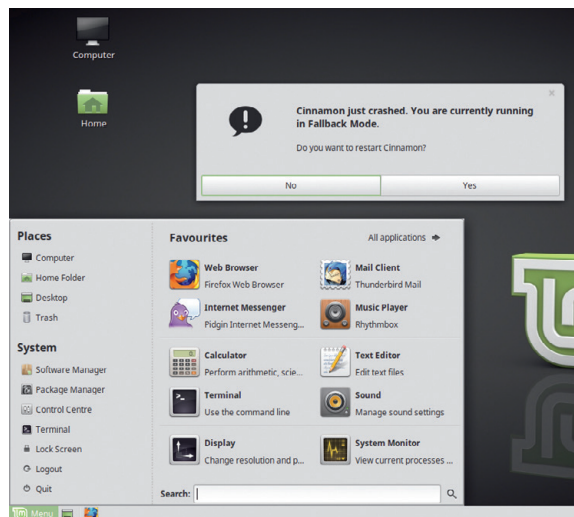 Computer
Home
Cinnamon just crashed. You are currently running
in Fallback Mode.
Do you want to restart Cinnamon?
No
Yes
Places
Computer
Home Folder
Desktop
Trash
System
Software Manager
Package Manager
Control Centre
Terminal
Lock Screen
Logout
Quit
Favourites
All applications
Web Browser
Firefox Web Browser
Mail Client
Thunderbird Mail
Internet Messenger
Pidgin Internet Messeng...
Music Player
Rhythmbox
Calculator
Perform arithmetic, scie...
Text Editor
Edit text files
Terminal
Use the command line
Sound
Manage sound settings
Display
Change resolution and p...
System Monitor
View current processes ...
Search:
Menu